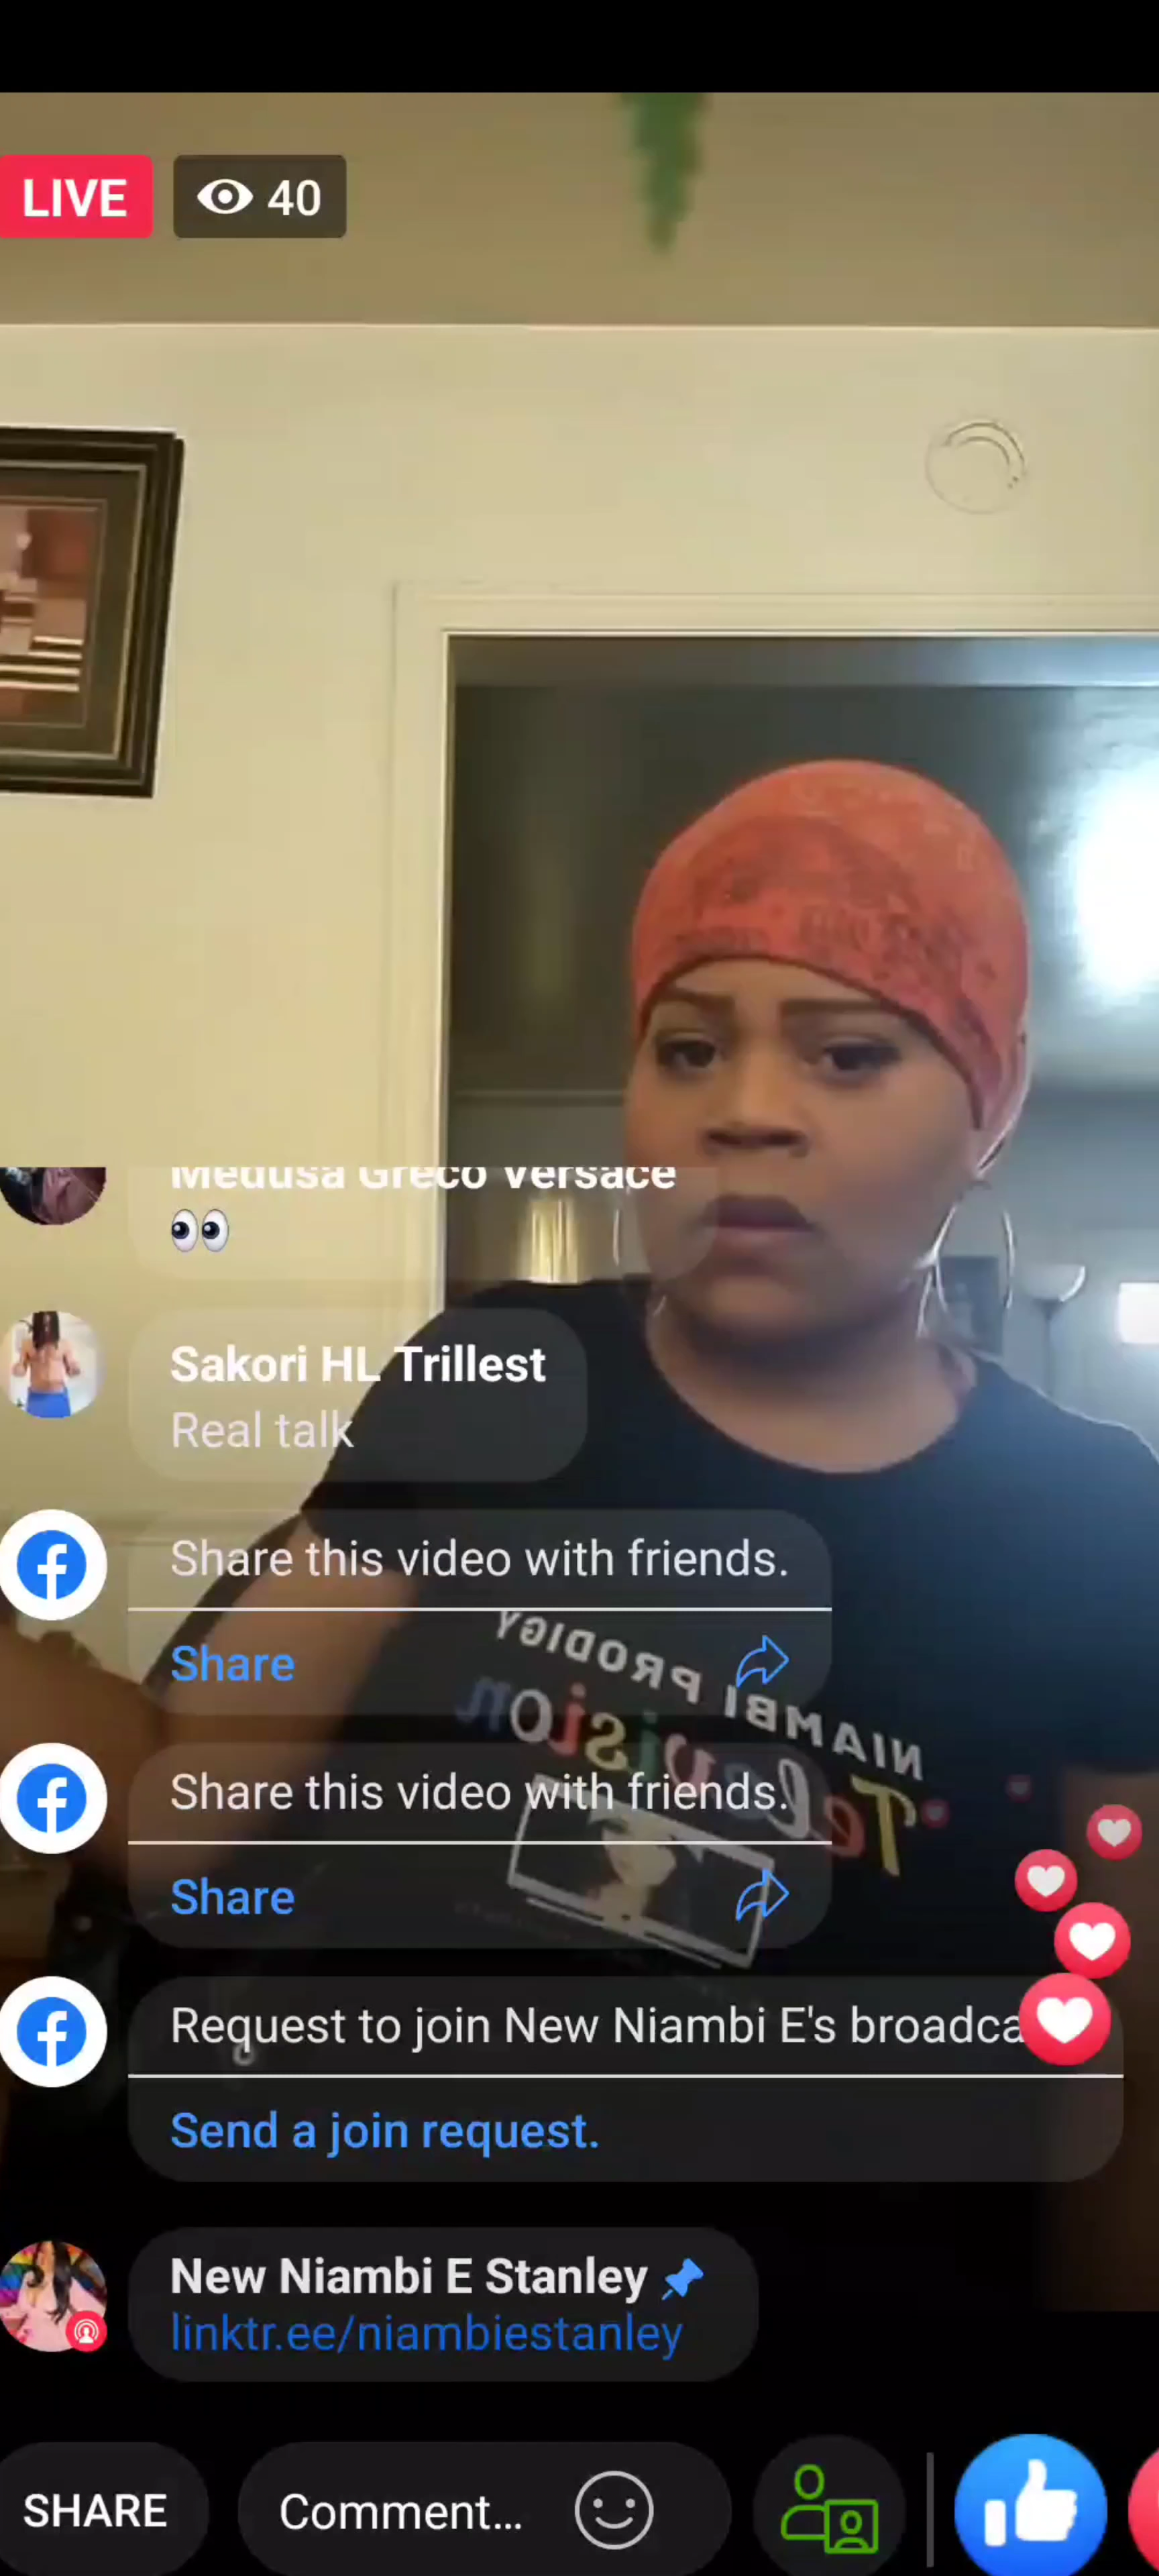 LIVE
40
Medusa Greco Versace
👀
Sakori HL Trillest
Real talk
Share this video with friends.
Share
NIAMBI PRODIGY
Television
Share this video with friends.
Share
Request to join New Niambi E's broadca
Send a join request.
New Niambi E Stanley
linktr.ee/niambiestanley
SHARE
Comment...